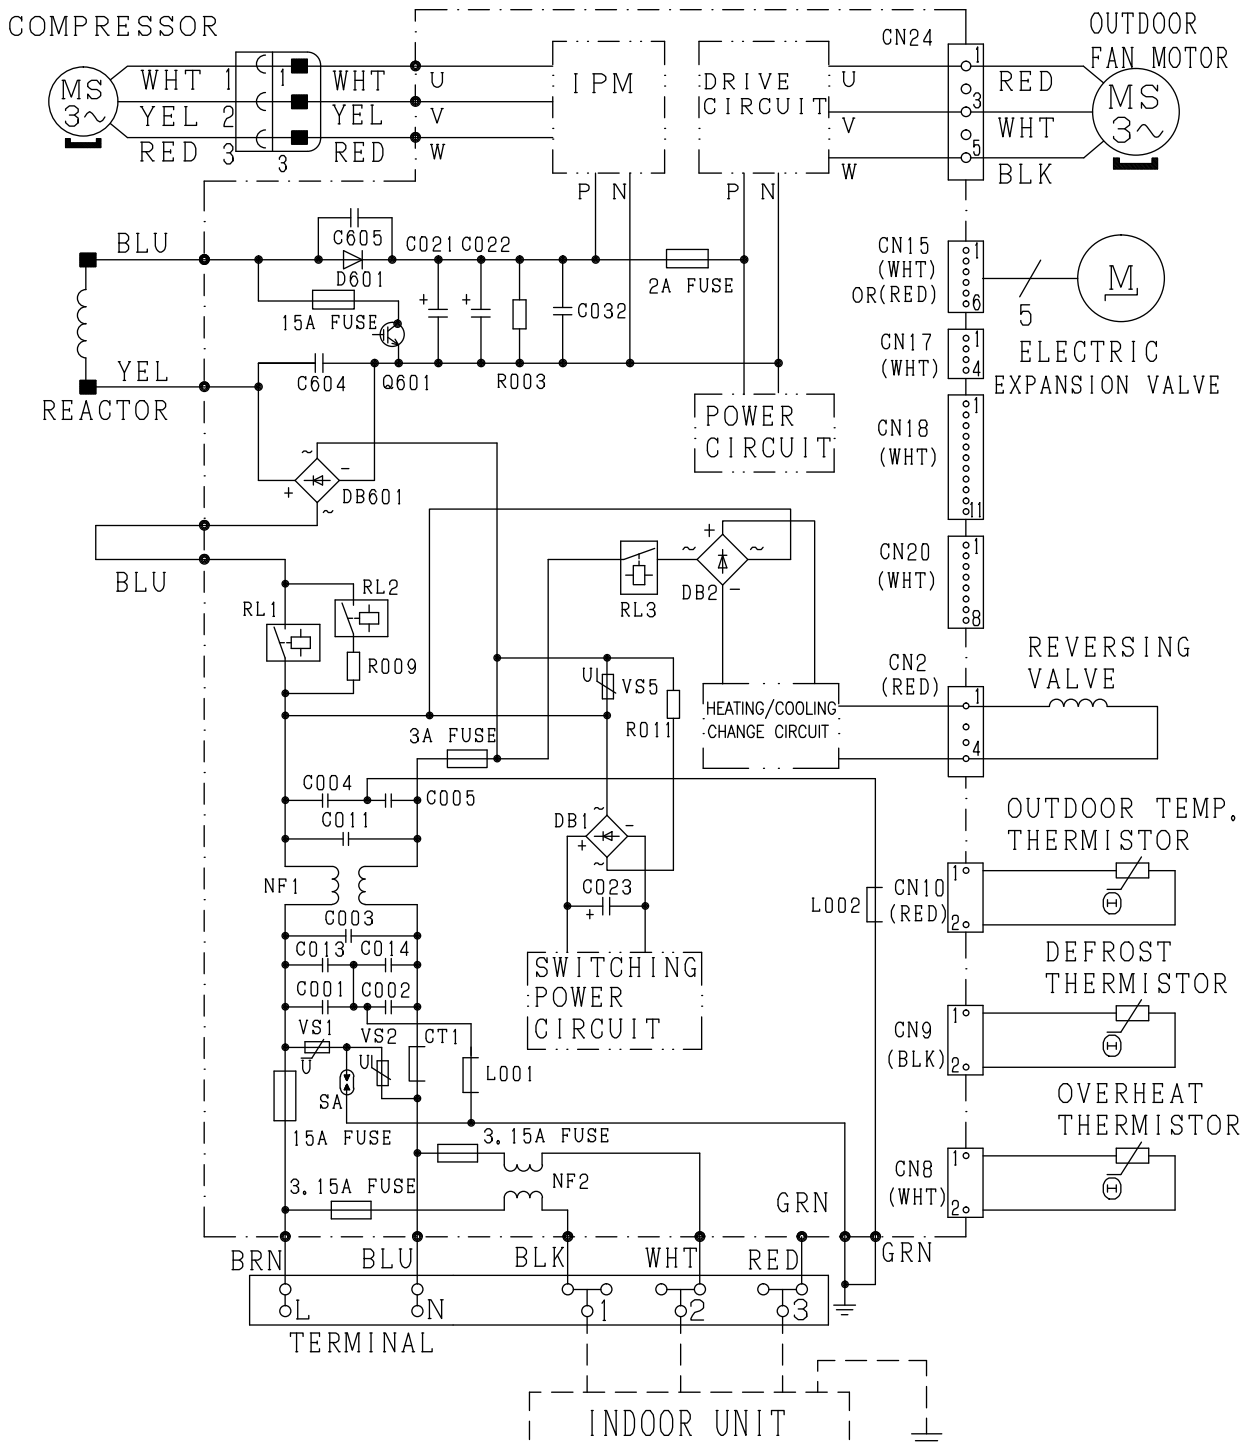 COMPRESSOR
OUTDOOR
FAN MOTOR
CN24
MS
3~
WHT 1 1 WHT U
YEL 2 YEL V
RED 3 3 RED W
IPM
P N
DRIVE
CIRCUIT
P N
U 1 RED
V 3 WHT
W 5 BLK
MS
3~
BLU
YEL
REACTOR
C605
D601
C021
C022
15A FUSE
Q601
C604
R003
C032
2A FUSE
POWER
CIRCUIT
CN15
(WHT)
OR(RED)
1
6
5
M
ELECTRIC
EXPANSION VALVE
CN17
(WHT)
1
4
CN18
(WHT)
1
11
CN20
(WHT)
1
8
~
+
-
~
DB601
BLU
RL1
RL2
R009
RL3
~
+
~
-
DB2
U
VS5
R011
HEATING/COOLING
CHANGE CIRCUIT
CN2
(RED)
1
4
REVERSING
VALVE
3A FUSE
C004
C005
C011
NF1
DB1
~
-
+
~
C023
+
SWITCHING
POWER
CIRCUIT
L002
C003
C013
C014
C001
C002
VS1
U
VS2
U
SA
CT1
L001
15A FUSE
3.15A FUSE
3.15A FUSE
NF2
OUTDOOR TEMP.
THERMISTOR
CN10
(RED)
1
2
Θ
DEFROST
THERMISTOR
CN9
(BLK)
1
2
Θ
OVERHEAT
THERMISTOR
CN8
(WHT)
1
2
Θ
GRN
GRN
BRN
BLU
BLK
WHT
RED
L
N
1
2
3
TERMINAL
INDOOR UNIT